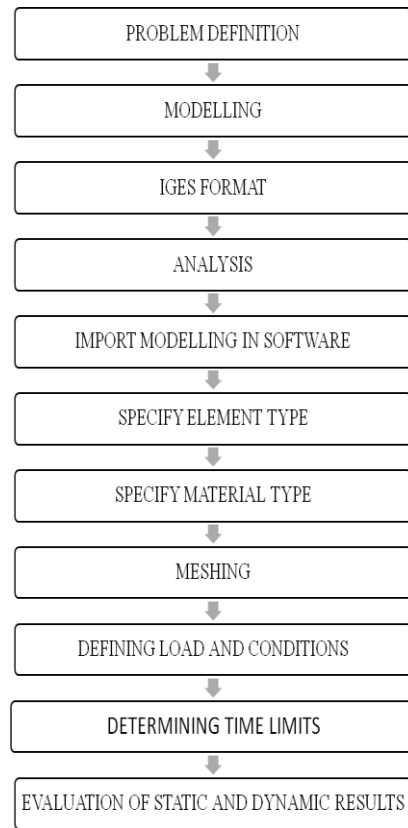 PROBLEM DEFINITION
MODELLING
IGES FORMAT
ANALYSIS
IMPORT MODELLING IN SOFTWARE
SPECIFY ELEMENT TYPE
SPECIFY MATERIAL TYPE
MESHING
DEFINING LOAD AND CONDITIONS
DETERMINING TIME LIMITS
EVALUATION OF STATIC AND DYNAMIC RESULTS